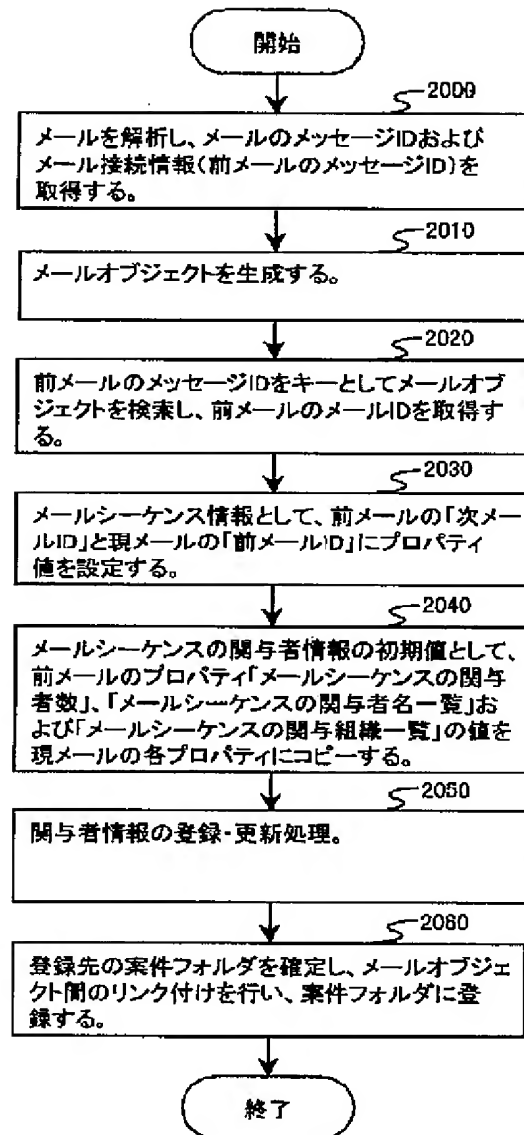 開始
2000
メールを解析し、メールのメッセージIDおよび
メール接続情報(前メールのメッセージID)を
取得する。
2010
メールオブジェクトを生成する。
2020
前メールのメッセージIDをキーとしてメールオブ
ジェクトを検索し、前メールのメールIDを取得す
る。
2030
メールシーケンス情報として、前メールの「次メー
ルID」と現メールの「前メールID」にプロパティ
値を設定する。
2040
メールシーケンスの関与者情報の初期値として、
前メールのプロパティ「メールシーケンスの関与
者数」、「メールシーケンスの関与者名一覧」お
よび「メールシーケンスの関与組織一覧」の値を
現メールの各プロパティにコピーする。
2050
関与者情報の登録・更新処理。
2060
登録先の案件フォルダを確定し、メールオブジェ
クト間のリンク付けを行い、案件フォルダに登
録する。
終了